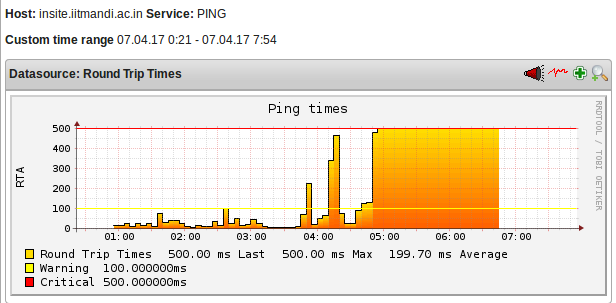 Host: insite.iitmandi.ac.in Service: PING
Custom time range 07.04.17 0:21 - 07.04.17 7:54
Datasource: Round Trip Times
Ping times
RRDTOOL / TOBI OETIKER
RTA
500
400
300
200
100
0
01:00 02:00 03:00 04:00 05:00 06:00 07:00
Round Trip Times 500.00 ms Last 500.00 ms Max 199.70 ms Average
Warning 100.000000ms
Critical 500.000000ms